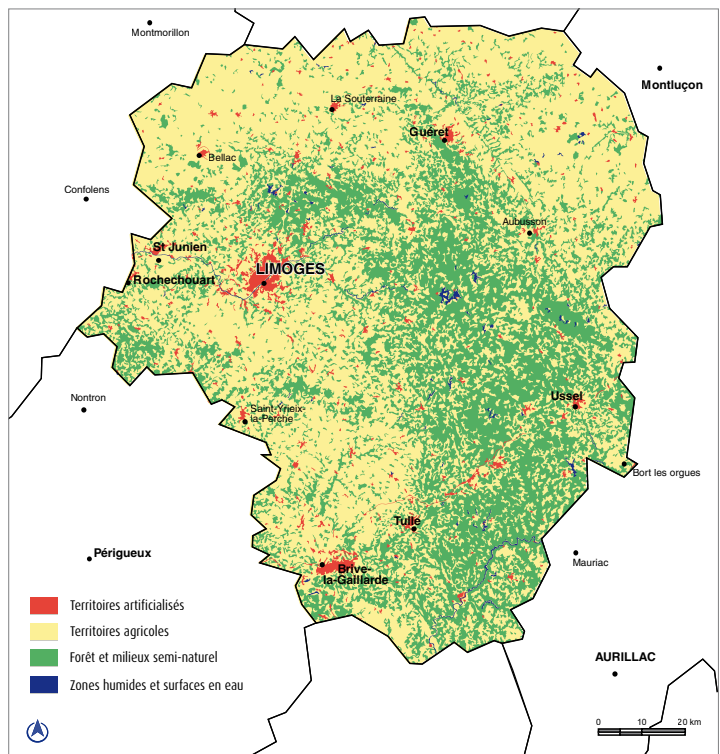 Montmorillon
Montluçon
La Souterraine
Guéret
Bellac
Confolens
Aubusson
St Junien
LIMOGES
Rochechouart
Nontron
Ussel
Saint-Yrieix-
la-Perche
Bort les orgues
Tulle
Périgueux
Mauriac
Brive-
la-Gaillarde
Territoires artificialisés
Territoires agricoles
Forêt et milieux semi-naturel
Zones humides et surfaces en eau
AURILLAC
0 10 20 km